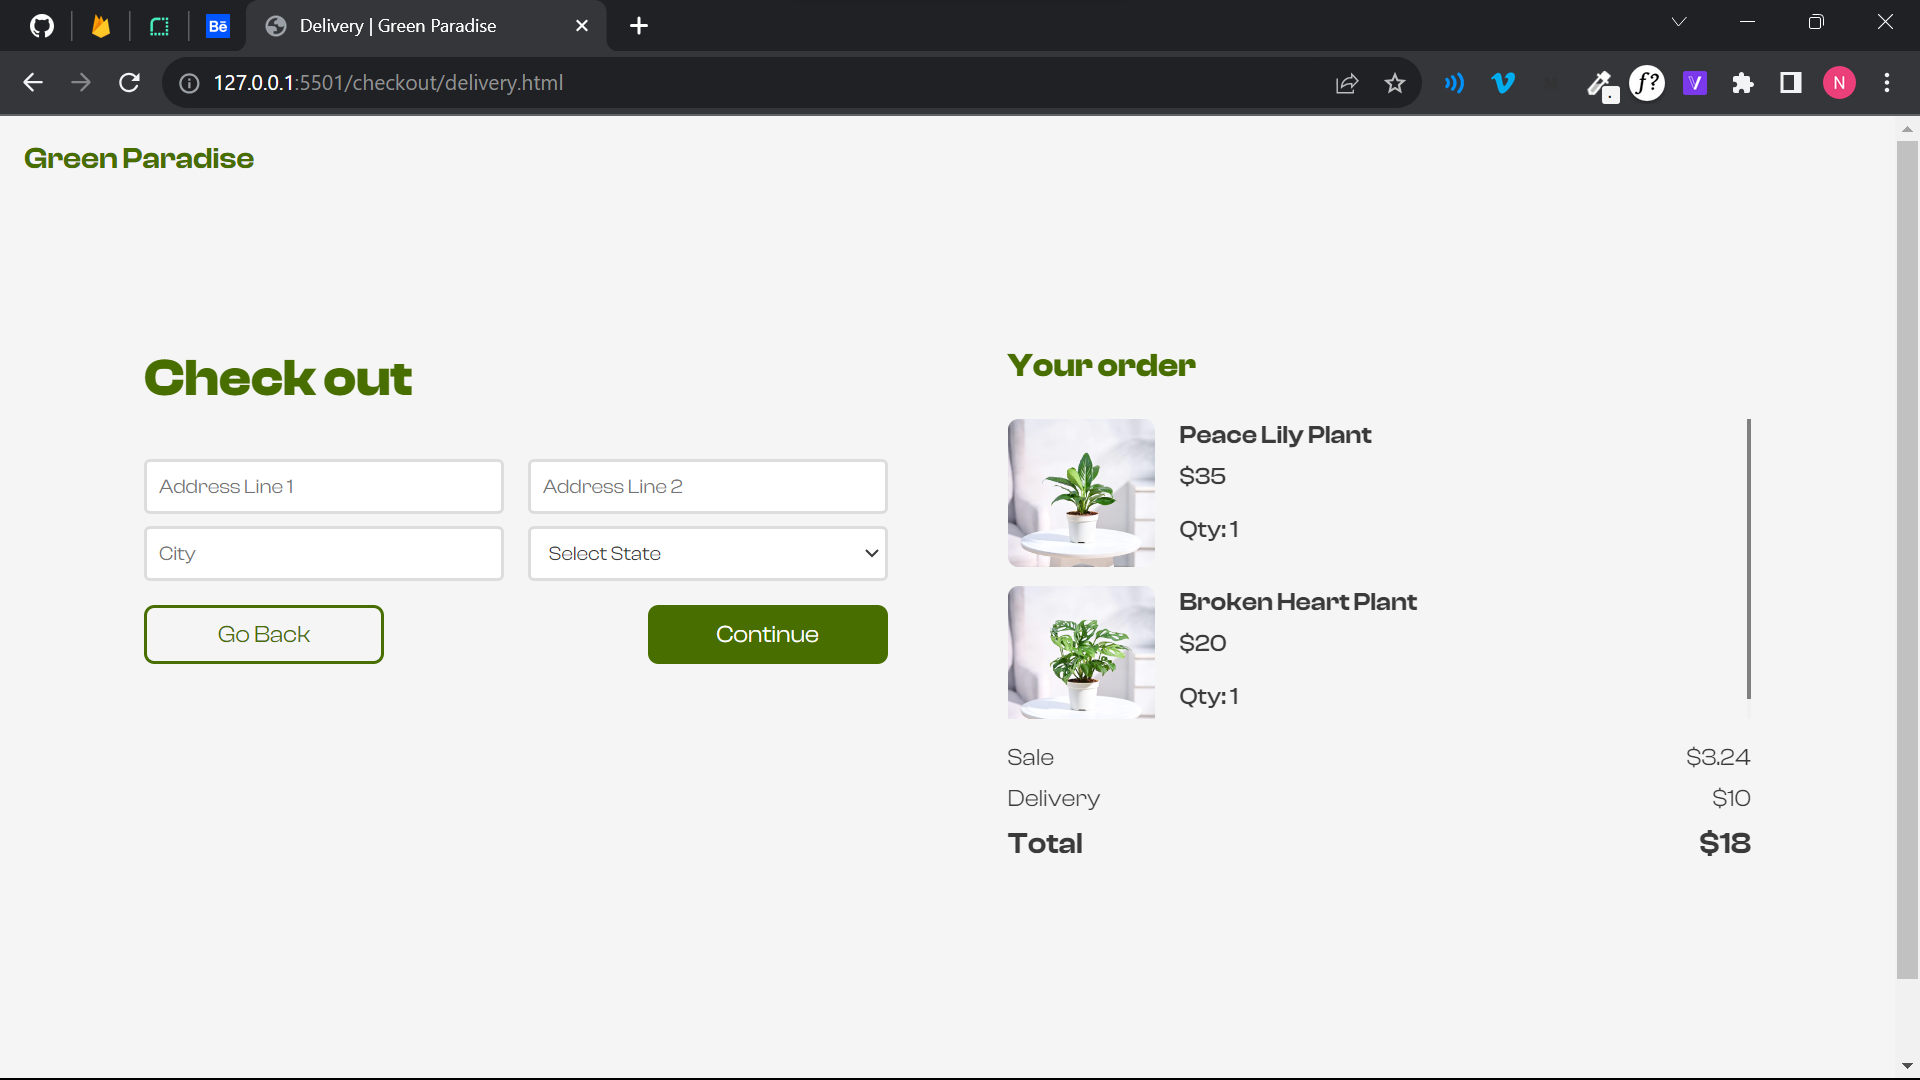 Bē
Delivery | Green Paradise
127.0.0.1:5501/checkout/delivery.html
f?
V
N
Green Paradise
Check out
Address Line 1
Address Line 2
City
Select State
Go Back
Continue
Your order
Peace Lily Plant
$35
Qty: 1
Broken Heart Plant
$20
Qty: 1
Sale
$3.24
Delivery
$10
Total
$18